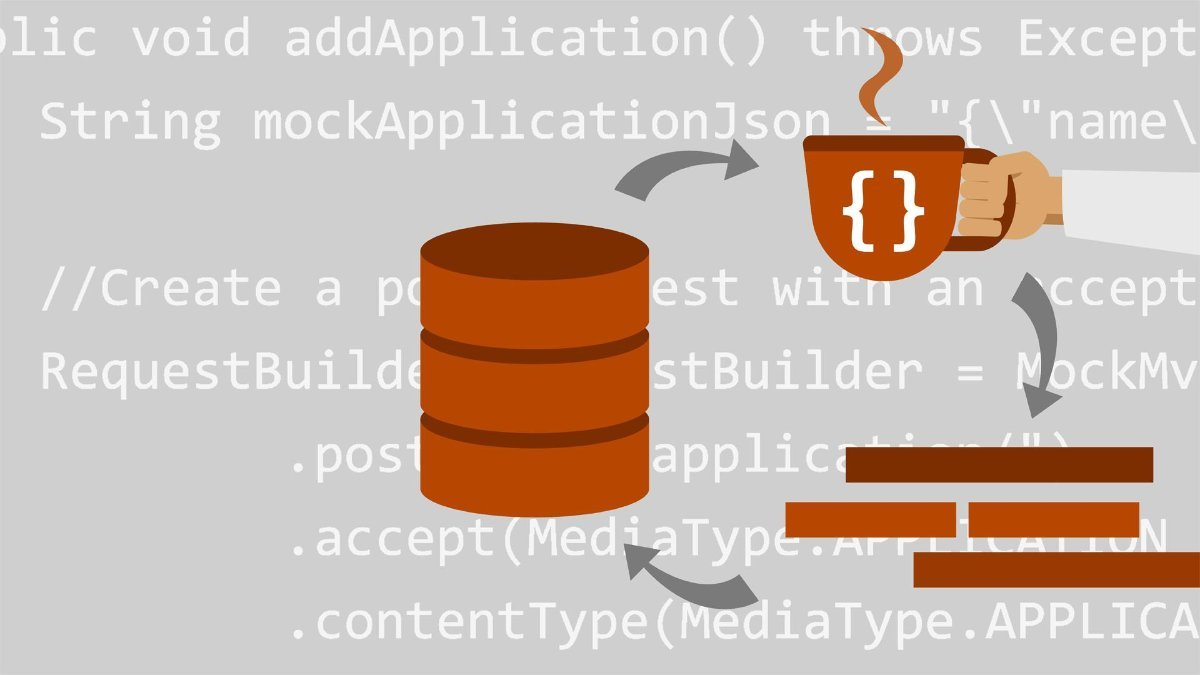 blic void addApplication() throws Except
String mockApplicationJson = "{\"name\
{}
//Create a po est with an accept
RequestBuilde stBuilder = MockMv
.post application/")
.accept(MediaType.APPLICATION
.contentType(MediaType.APPLICA